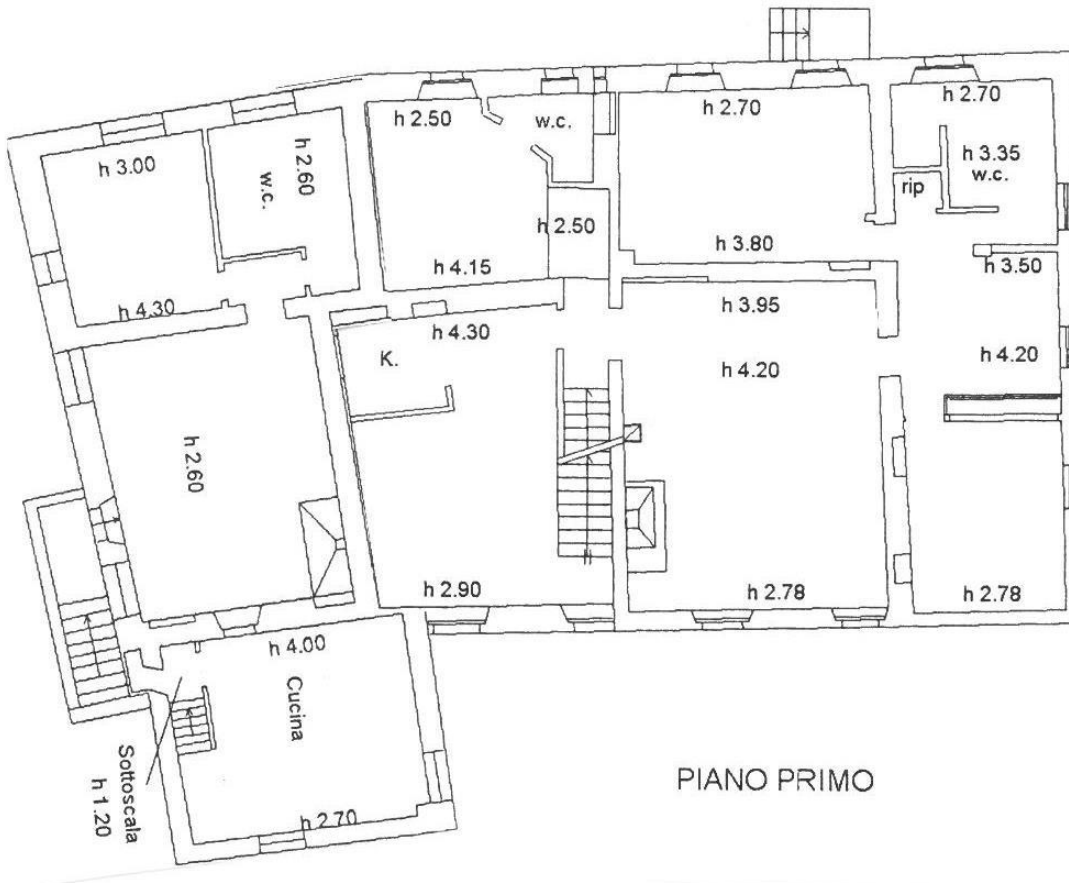 h 3.00
h 2.60
w.c.
h 4.30
h 2.50
w.c.
h 2.50
h 4.15
h 2.70
h 3.80
h 2.70
h 3.35
w.c.
rip
h 3.50
h 4.20
h 4.30
K.
h 3.95
h 4.20
h 2.60
h 2.90
h 2.78
h 2.78
h 4.00
Cucina
h 2.70
Sottoscala
h 1.20
PIANO PRIMO